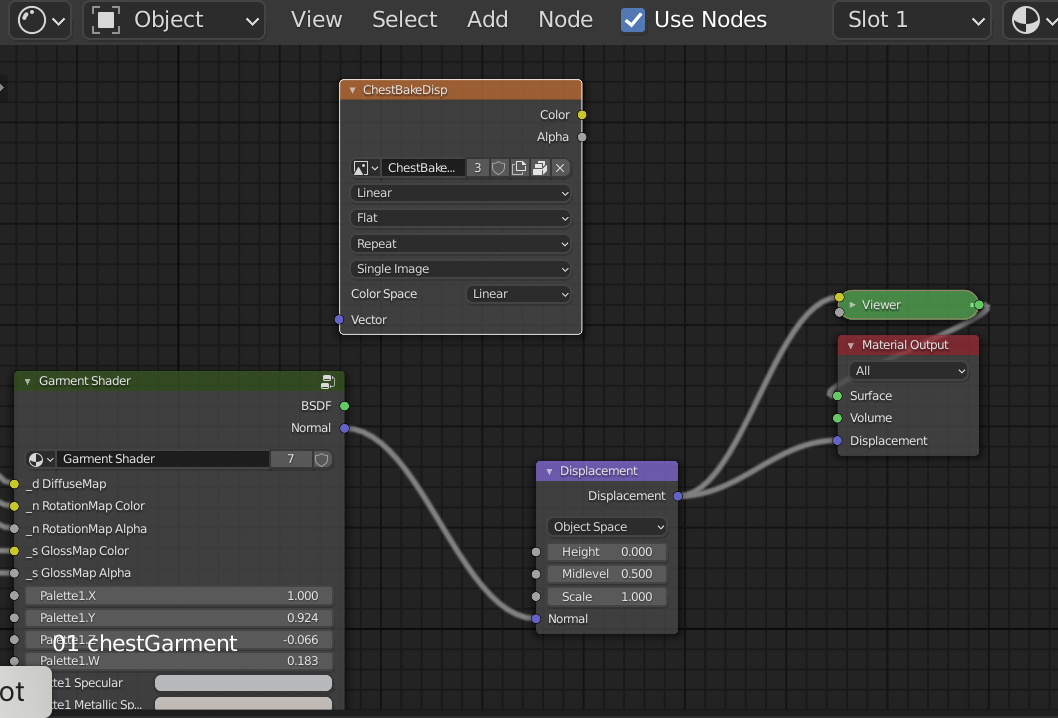 Object View Select Add Node Use Nodes Slot 1
ChestBakeDisp
Color
Alpha
ChestBake... 3
Linear
Flat
Repeat
Single Image
Color Space Linear
Vector
Viewer
Material Output
All
Surface
Volume
Displacement
Garment Shader
BSDF
Normal
Garment Shader 7
_d DiffuseMap
_n RotationMap Color
_n RotationMap Alpha
_s GlossMap Color
_s GlossMap Alpha
Palette1.X 1.000
Palette1.Y 0.924
Palette1.Z -0.066
01 chestGarment
Palette1.W 0.183
tte1 Specular
tte1 Metallic Sp...
ot
Displacement
Displacement
Object Space
Height 0.000
Midlevel 0.500
Scale 1.000
Normal